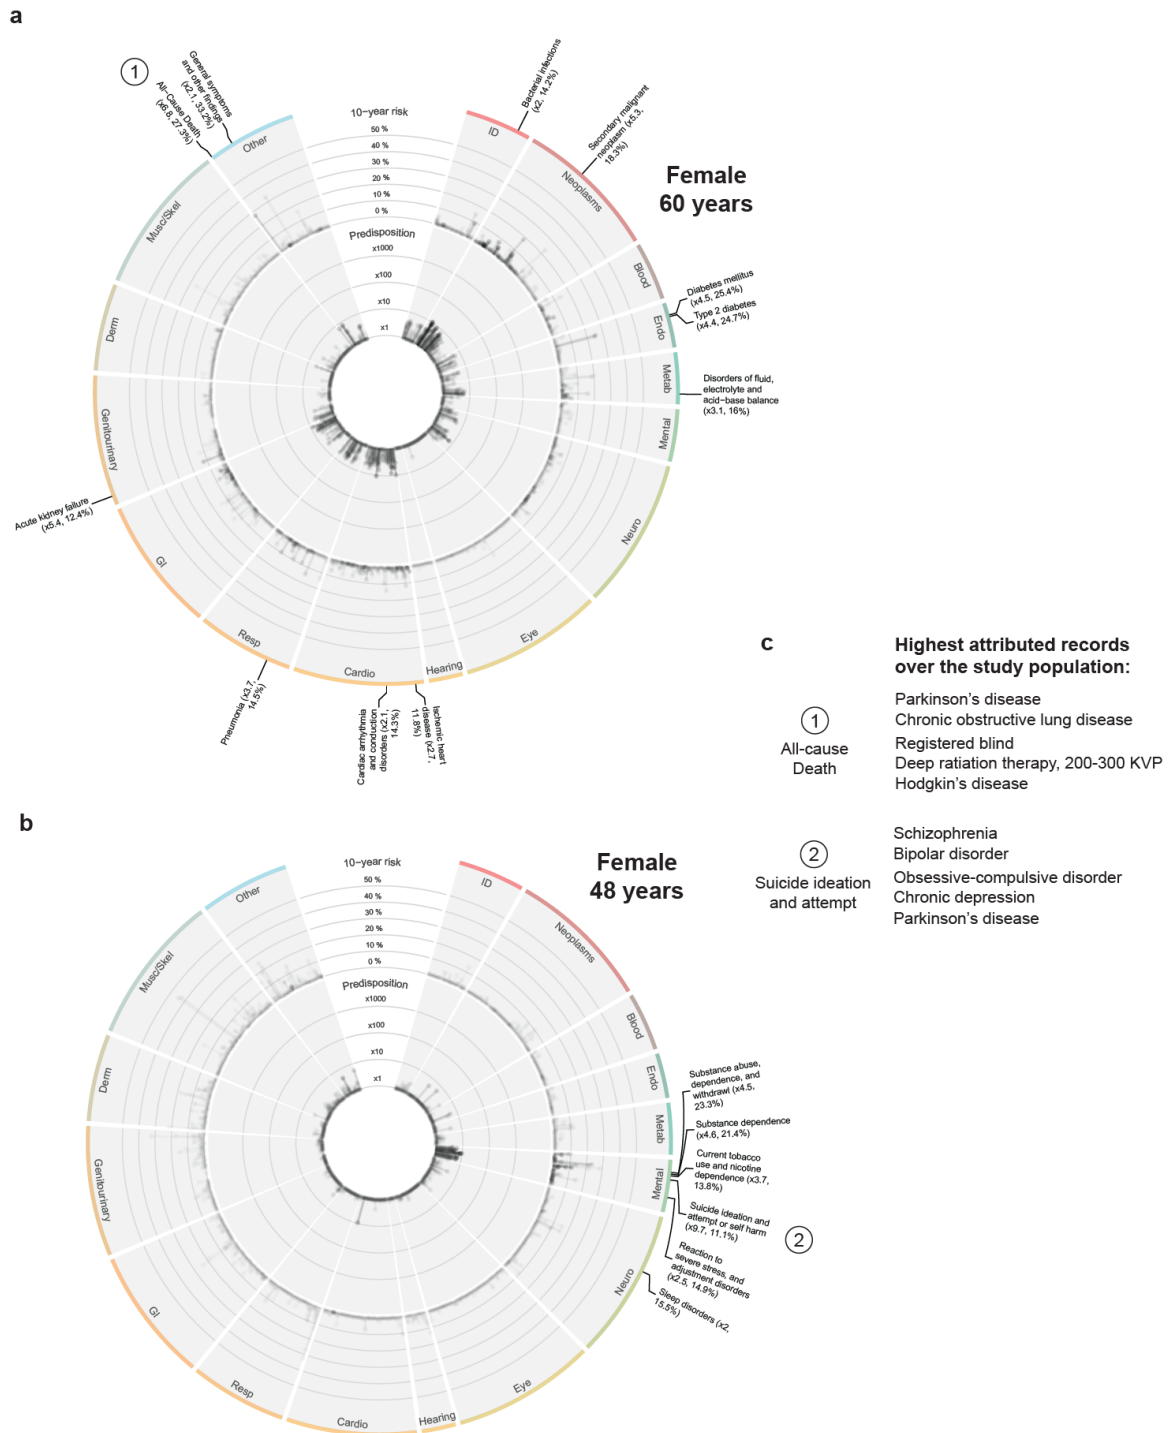 a
1
General symptoms
and other findings
(x2.1, 33.2%)
All−Cause Death
(x6.8, 27.3%)
Bacterial infections
(x2, 14.2%)
Secondary malignant
neoplasm (x5.3,
18.3%)
Female
60 years
10−year risk
50 %
40 %
30 %
20 %
10 %
0 %
Predisposition
x1000
x100
x10
x1
ID
Neoplasms
Blood
Endo
Metab
Mental
Neuro
Eye
Hearing
Cardio
Resp
GI
Genitourinary
Derm
Musc/Skel
Other
Diabetes mellitus
(x4.5, 25.4%)
Type 2 diabetes
(x4.4, 24.7%)
Disorders of fluid,
electrolyte and
acid−base balance
(x3.1, 16%)
Acute kidney failure
(x5.4, 12.4%)
Pneumonia (x3.7,
14.5%)
Cardiac arrhythmia
and conduction
disorders (x2.1,
14.3%)
Ischemic heart
disease (x2.7,
11.8%)
b
Female
48 years
10−year risk
50 %
40 %
30 %
20 %
10 %
0 %
Predisposition
x1000
x100
x10
x1
ID
Neoplasms
Blood
Endo
Metab
Mental
Neuro
Eye
Hearing
Cardio
Resp
GI
Genitourinary
Derm
Musc/Skel
Other
Substance abuse,
dependence, and
withdrawl (x4.5,
23.3%)
Substance dependence
(x4.6, 21.4%)
Current tobacco
use and nicotine
dependence (x3.7,
13.8%)
Suicide ideation and
attempt or self harm
(x9.7, 11.1%)
2
Reaction to
severe stress, and
adjustment disorders
(x2.5, 14.9%)
Sleep disorders (x2,
15.5%)
c
Highest attributed records
over the study population:
1
All-cause
Death
Parkinson's disease
Chronic obstructive lung disease
Registered blind
Deep ratiation therapy, 200-300 KVP
Hodgkin's disease
2
Suicide ideation
and attempt
Schizophrenia
Bipolar disorder
Obsessive-compulsive disorder
Chronic depression
Parkinson's disease